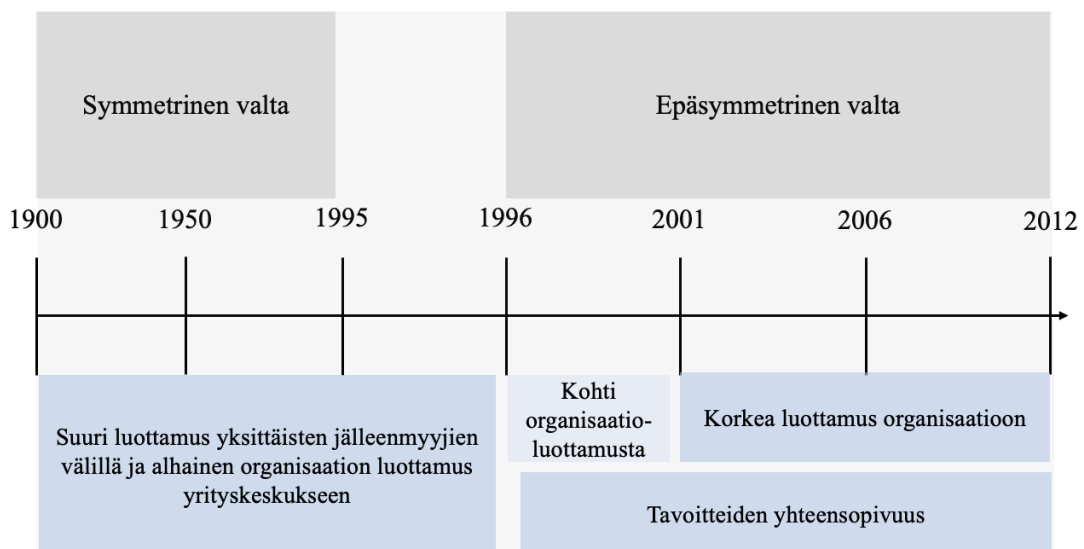 Symmetrinen valta
Epäsymmetrinen valta
1900
1950
1995
1996
2001
2006
2012
Suuri luottamus yksittäisten jälleenmyyjien
välillä ja alhainen organisaation luottamus
yrityskeskukseen
Kohti
organisaatio-
luottamusta
Korkea luottamus organisaatioon
Tavoitteiden yhteensopivuus